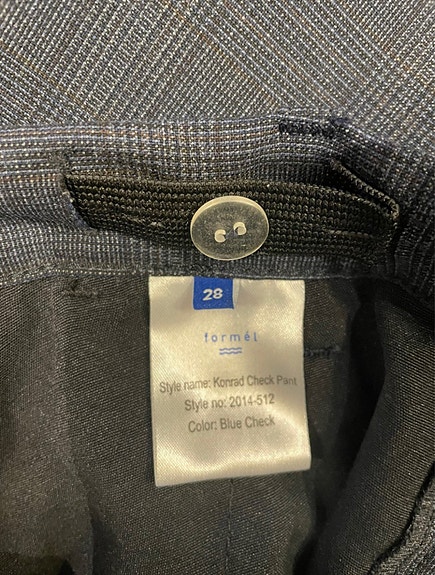 28
formél
Style name: Konrad Check Pant
Style no: 2014-512
Color: Blue Check